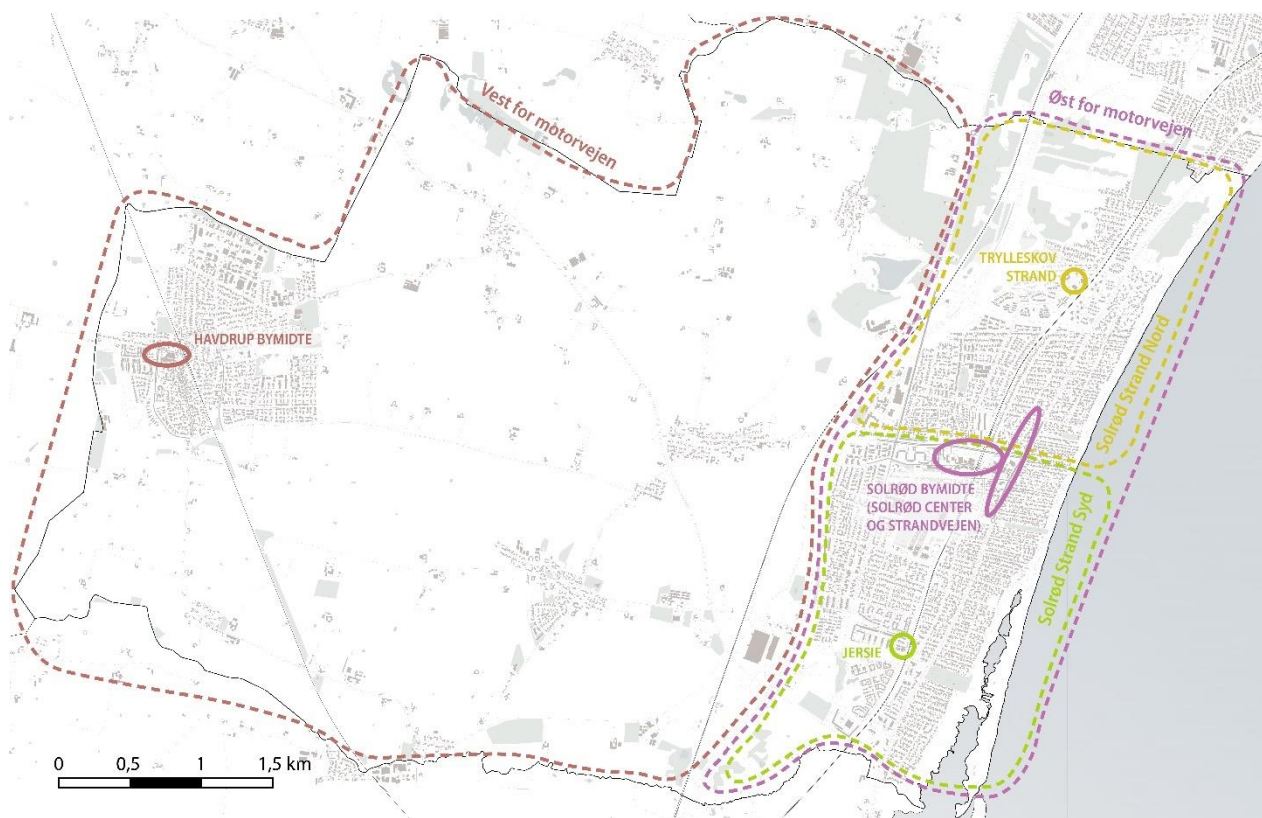 Vest for motorvejen
Øst for motorvejen
TRYLLESKOV
STRAND
HAVDRUP BYMIDTE
Solrød Strand Nord
SOLRØD BYMIDTE
(SOLRØD CENTER
OG STRANDVEJEN)
Solrød Strand Syd
JERSIE
0 0,5 1 1,5 km